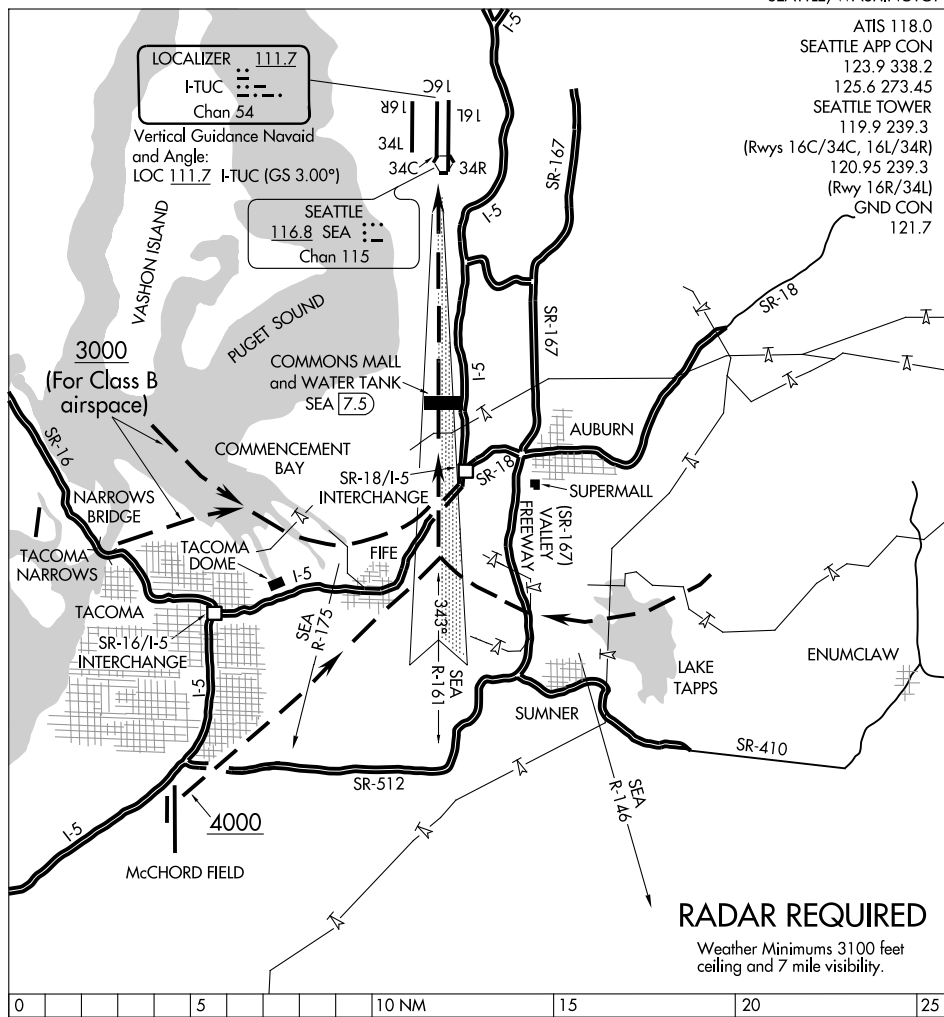 ATIS 118.0
SEATTLE APP CON
123.9 338.2
125.6 273.45
SEATTLE TOWER
119.9 239.3
(Rwys 16C/34C, 16L/34R)
120.95 239.3
(Rwy 16R/34L)
GND CON
121.7
I-5
LOCALIZER 111.7
I-TUC
Chan 54
Vertical Guidance Navaid
and Angle:
LOC 111.7 I-TUC (GS 3.00°)
16R
16C
16L
34L
34C
34R
SEATTLE
116.8 SEA
Chan 115
I-5
SR-167
VASHON ISLAND
PUGET SOUND
SR-18
SR-167
3000
(For Class B
airspace)
COMMONS MALL
and WATER TANK
SEA 7.5
I-5
SR-16
COMMENCEMENT
BAY
SR-18/I-5
INTERCHANGE
SR-18
AUBURN
SUPERMALL
(SR-167)
VALLEY
FREEWAY
NARROWS
BRIDGE
TACOMA
NARROWS
TACOMA
DOME
I-5
FIFE
TACOMA
SR-16/I-5
INTERCHANGE
SEA
R-175
343°
SEA
R-161
LAKE
TAPPS
ENUMCLAW
I-5
SUMNER
SR-410
SR-512
SEA
R-146
I-5
4000
McCHORD FIELD
RADAR REQUIRED
Weather Minimums 3100 feet
ceiling and 7 mile visibility.
0 5 10 NM 15 20 25